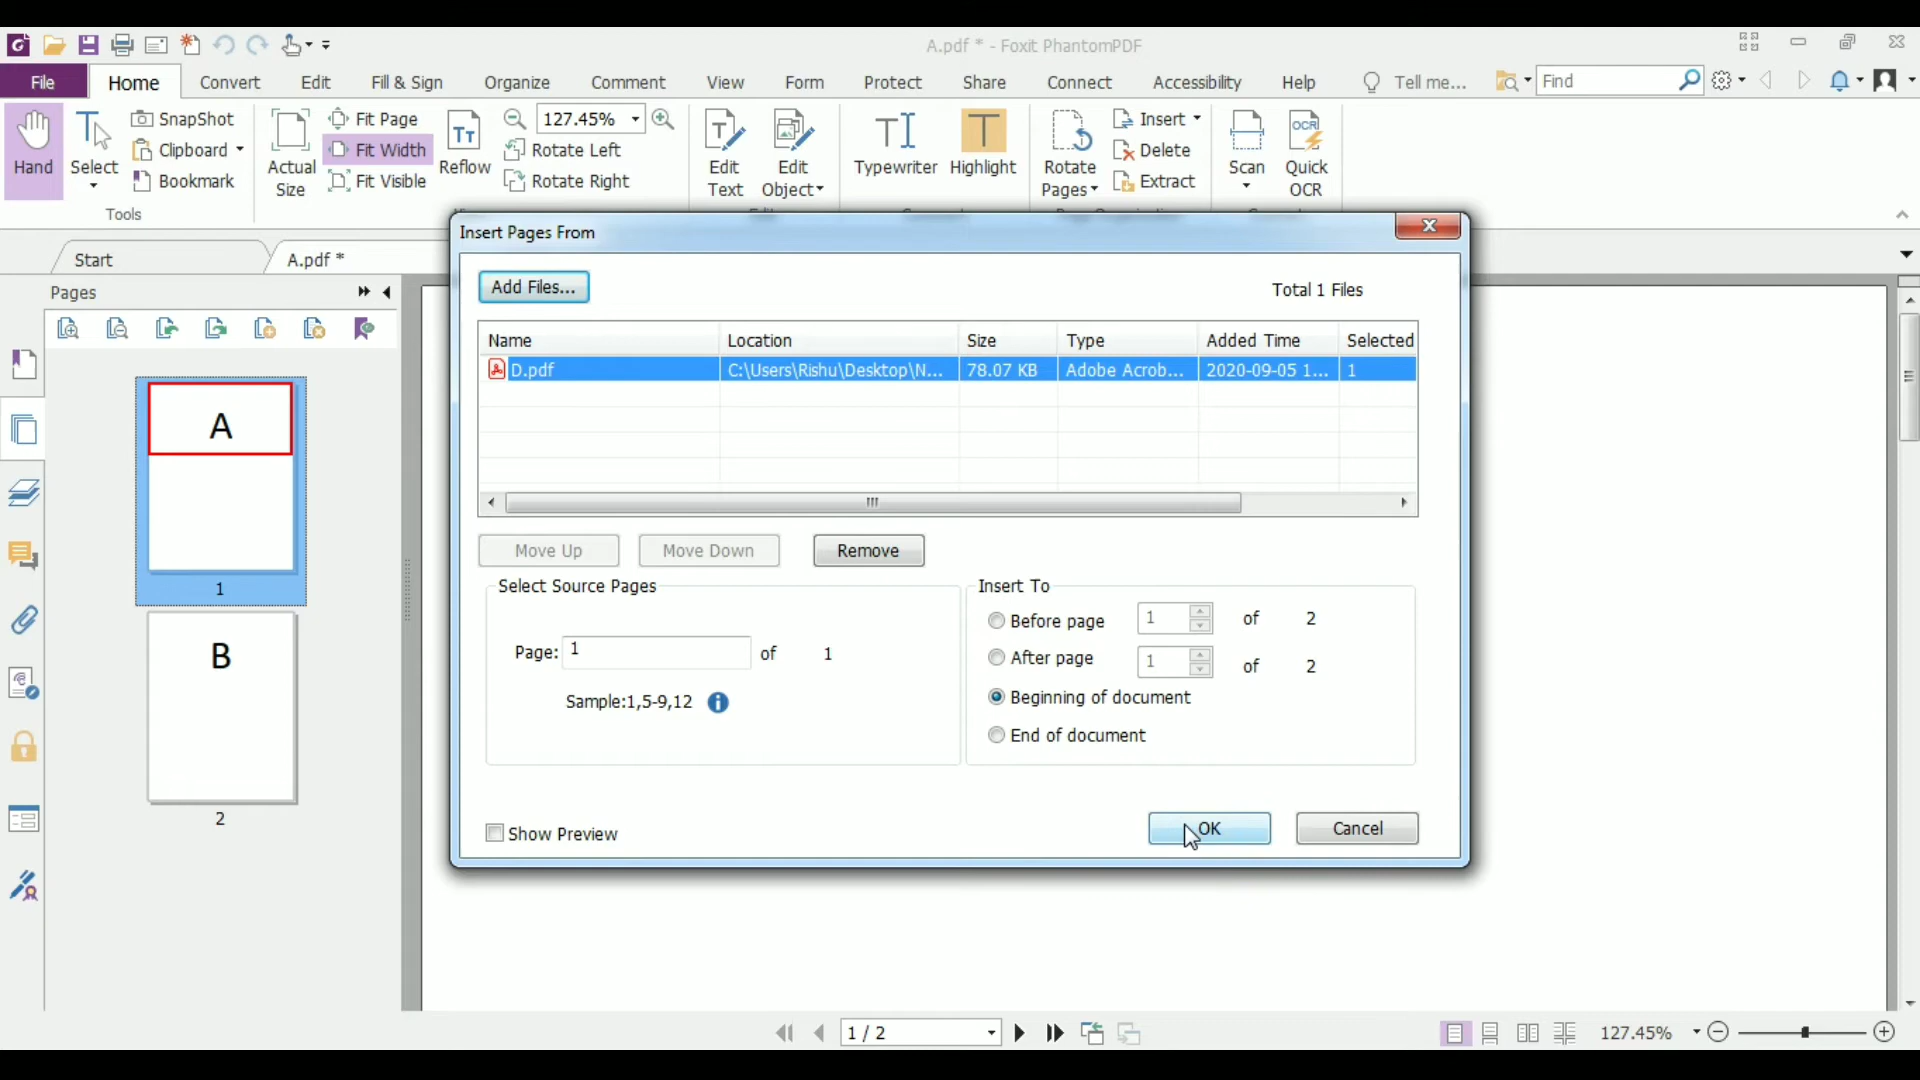 A.pdf * - Foxit PhantomPDF
File Home Convert Edit Fill & Sign Organize Comment View Form Protect Share Connect Accessibility Help Tell me... Find
Hand
Select
SnapShot
Clipboard
Bookmark
Tools
Actual Size
Fit Page
Fit Width
Fit Visible
Reflow
127.45%
Rotate Left
Rotate Right
Edit Text
Edit Object
Typewriter
Highlight
Rotate Pages
Insert
Delete
Extract
Scan
Quick OCR
Start
A.pdf *
Pages
A
1
B
2
Insert Pages From
Add Files...
Total 1 Files
Name Location Size Type Added Time Selected
D.pdf C:\Users\Rishu\Desktop\N... 78.07 KB Adobe Acrob... 2020-09-05 1... 1
Move Up Move Down Remove
Select Source Pages
Page: 1 of 1
Sample:1,5-9,12
Insert To
Before page 1 of 2
After page 1 of 2
Beginning of document
End of document
Show Preview
OK
Cancel
1 / 2
127.45%